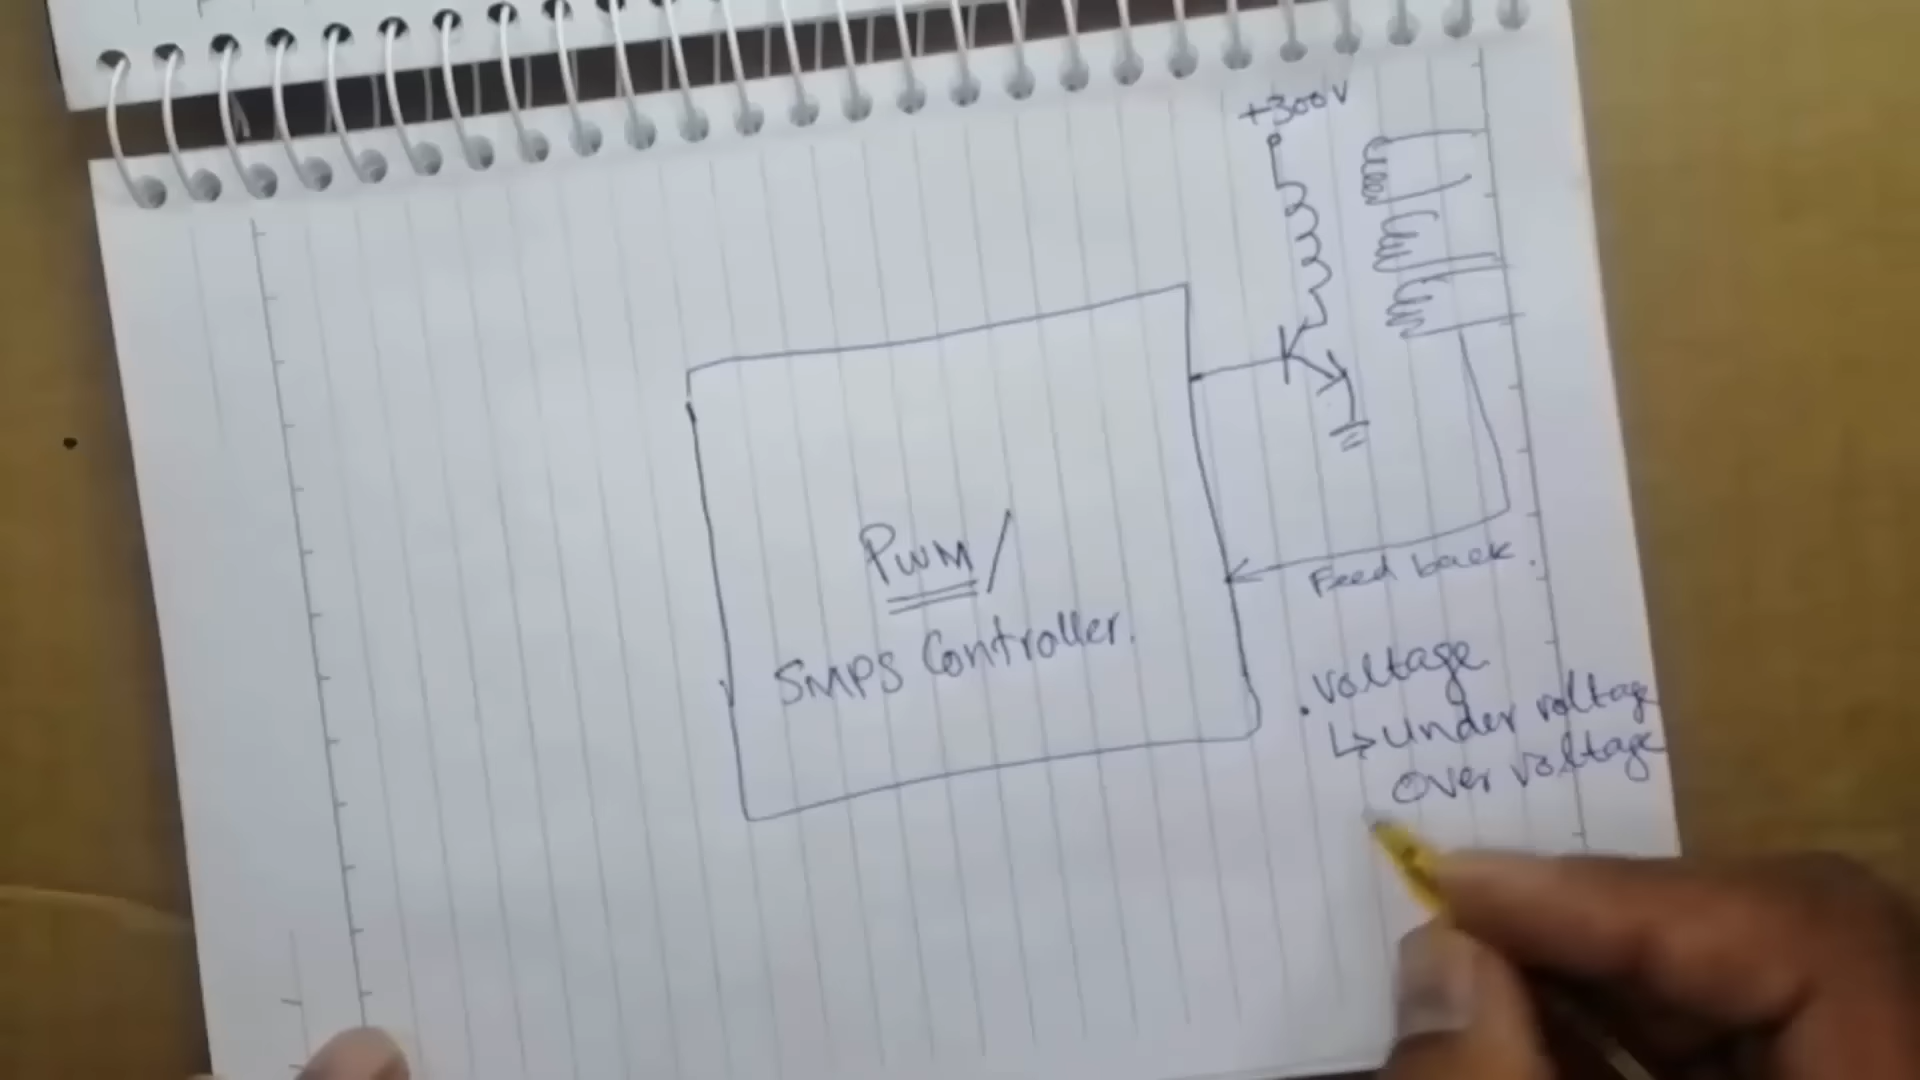 +300V
PWM/
SMPS Controller.
Feed back.
. voltage
↳ under voltage
over voltage